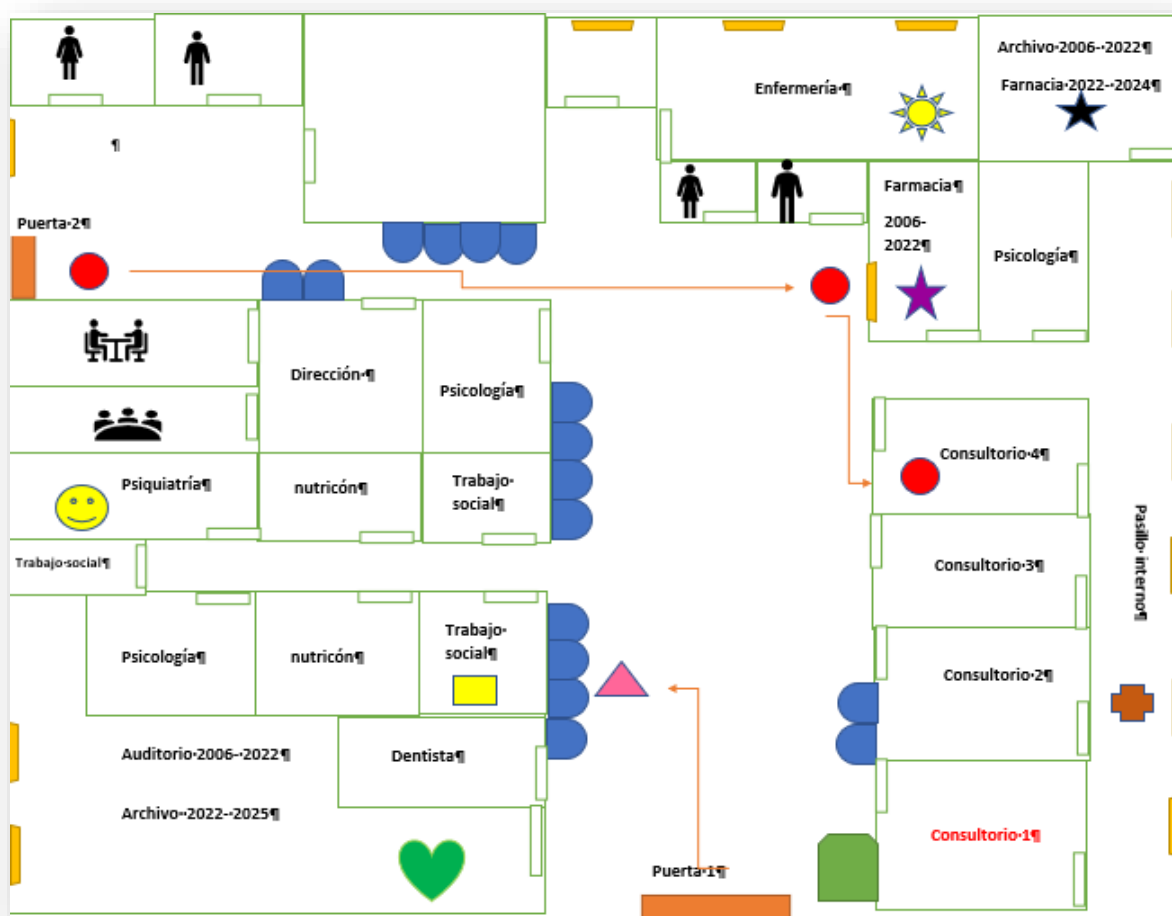 Archivo·2006-·2022¶
Enfermería·¶
Farnacia·2022-·2024¶
¶
Farmacia¶
2006-
2022¶
Puerta·2¶
Psicología¶
Dirección·¶
Psicología¶
Consultorio·4¶
Psiquiatría¶
nutricón¶
Trabajo·
social¶
Pasillo·interno¶
Trabajo·social¶
Consultorio·3¶
Psicología¶
nutricón¶
Trabajo·
social¶
Consultorio·2¶
Auditorio·2006-·2022¶
Dentista¶
Archivo·-2022-·2025¶
Consultorio·1¶
Puerta·1¶